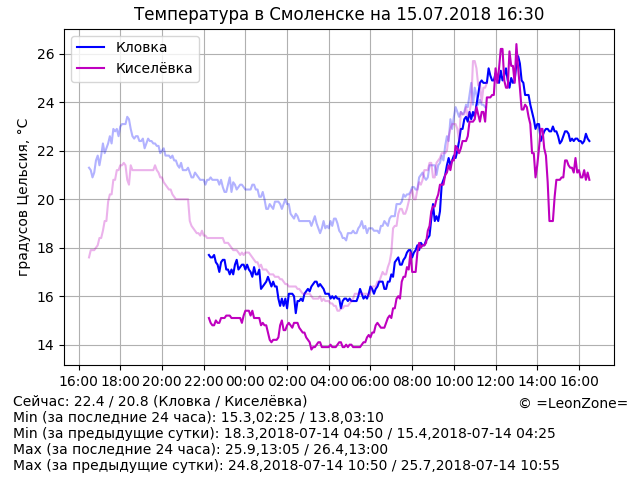 Температура в Смоленске на 15.07.2018 16:30
Кловка
Киселёвка
градусов Цельсия, °C
26
24
22
20
18
16
14
16:00 18:00 20:00 22:00 00:00 02:00 04:00 06:00 08:00 10:00 12:00 14:00 16:00
Сейчас: 22.4 / 20.8 (Кловка / Киселёвка)
© =LeonZone=
Min (за последние 24 часа): 15.3,02:25 / 13.8,03:10
Min (за предыдущие сутки): 18.3,2018-07-14 04:50 / 15.4,2018-07-14 04:25
Max (за последние 24 часа): 25.9,13:05 / 26.4,13:00
Max (за предыдущие сутки): 24.8,2018-07-14 10:50 / 25.7,2018-07-14 10:55